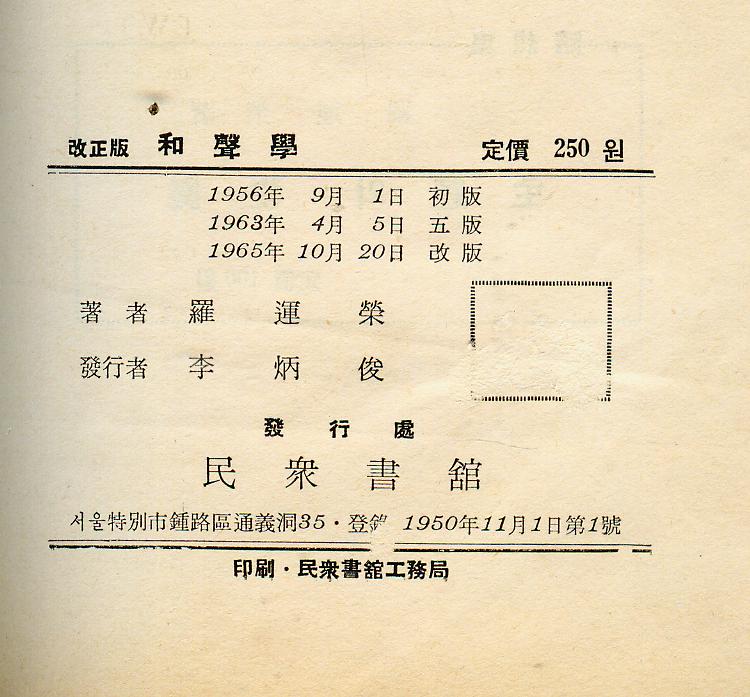 改正版 和聲學 定價 250 원
1956年 9月 1日 初版
1963年 4月 5日 五版
1965年 10月 20日 改版
著者 羅運榮
發行者 李炳俊
發行處
民衆書舘
서울特別市鍾路區通義洞35・登錄 1950年11月1日第1號
印刷・民衆書舘工務局